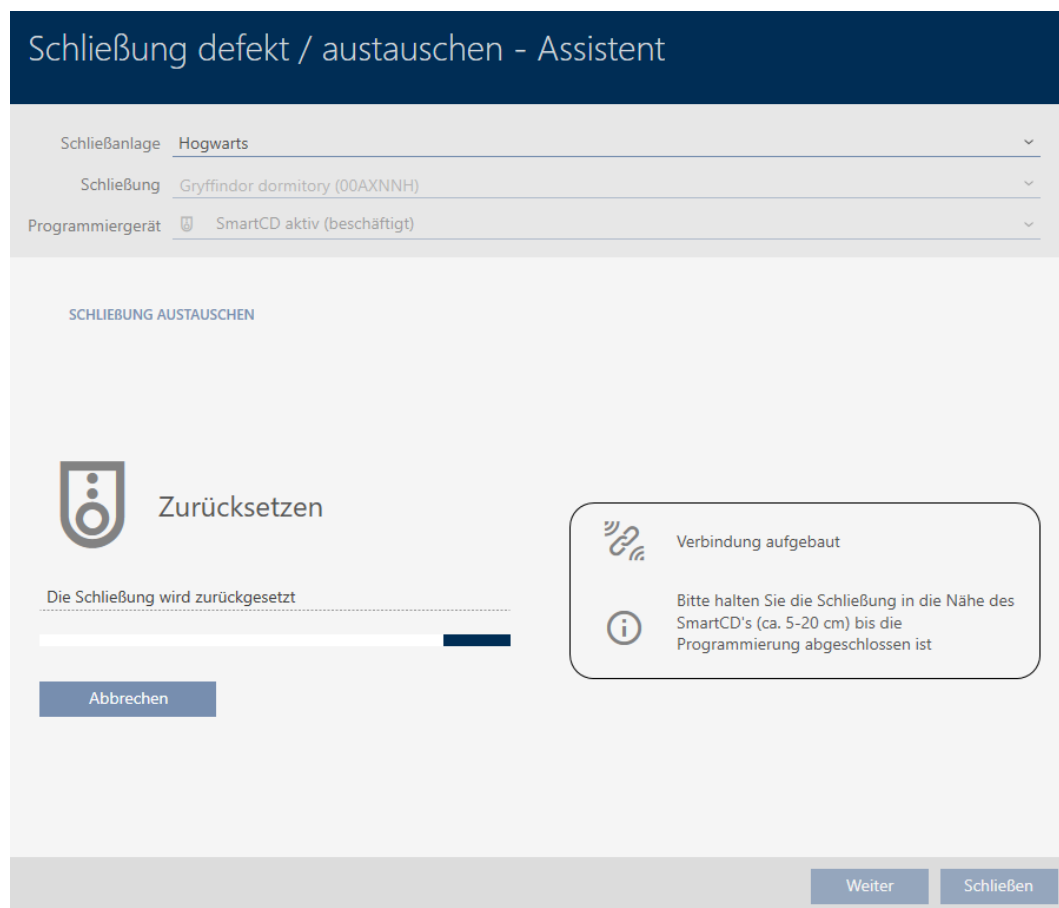 Schließung defekt / austauschen - Assistent
Schließanlage Hogwarts
Schließung Gryffindor dormitory (00AXNNH)
Programmiergerät SmartCD aktiv (beschäftigt)
SCHLIEßUNG AUSTAUSCHEN
Zurücksetzen
Die Schließung wird zurückgesetzt
Abbrechen
Verbindung aufgebaut
Bitte halten Sie die Schließung in die Nähe des
SmartCD's (ca. 5-20 cm) bis die
Programmierung abgeschlossen ist
Weiter Schließen